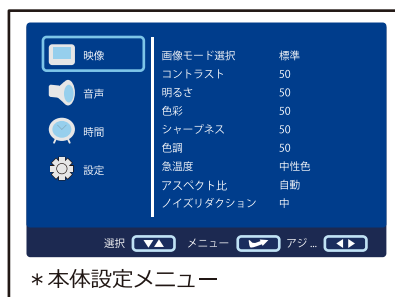 映像
音声
時間
設定
画像モード選択 標準
コントラスト 50
明るさ 50
色彩 50
シャープネス 50
色調 50
急温度 中性色
アスペクト比 自動
ノイズリダクション 中
選択 ▼▲ メニュー アジ... ◀▶
*本体設定メニュー